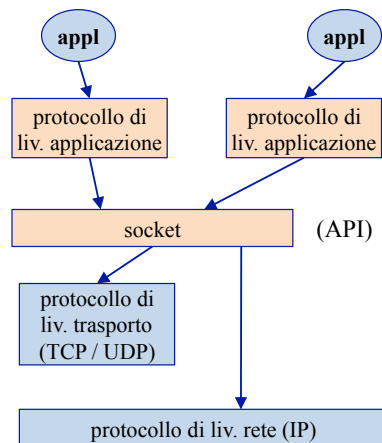 appl
appl
protocollo di
liv. applicazione
protocollo di
liv. applicazione
socket
(API)
protocollo di
liv. trasporto
(TCP / UDP)
protocollo di liv. rete (IP)